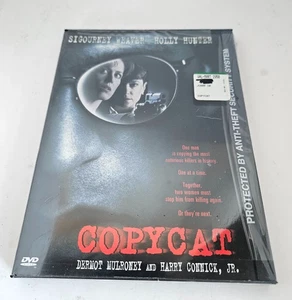 SIGOURNEY WEAVER HOLLY HUNTER
One man
is copying the most
notorious killers in history.
One at a time.
Together,
two women must
stop him from killing again.
Or they're next...
COPYCAT
DERMOT MULRONEY AND HARRY CONNICK, JR.
DVD
PROTECTED BY ANTI-THEFT SECURITY SYSTEM